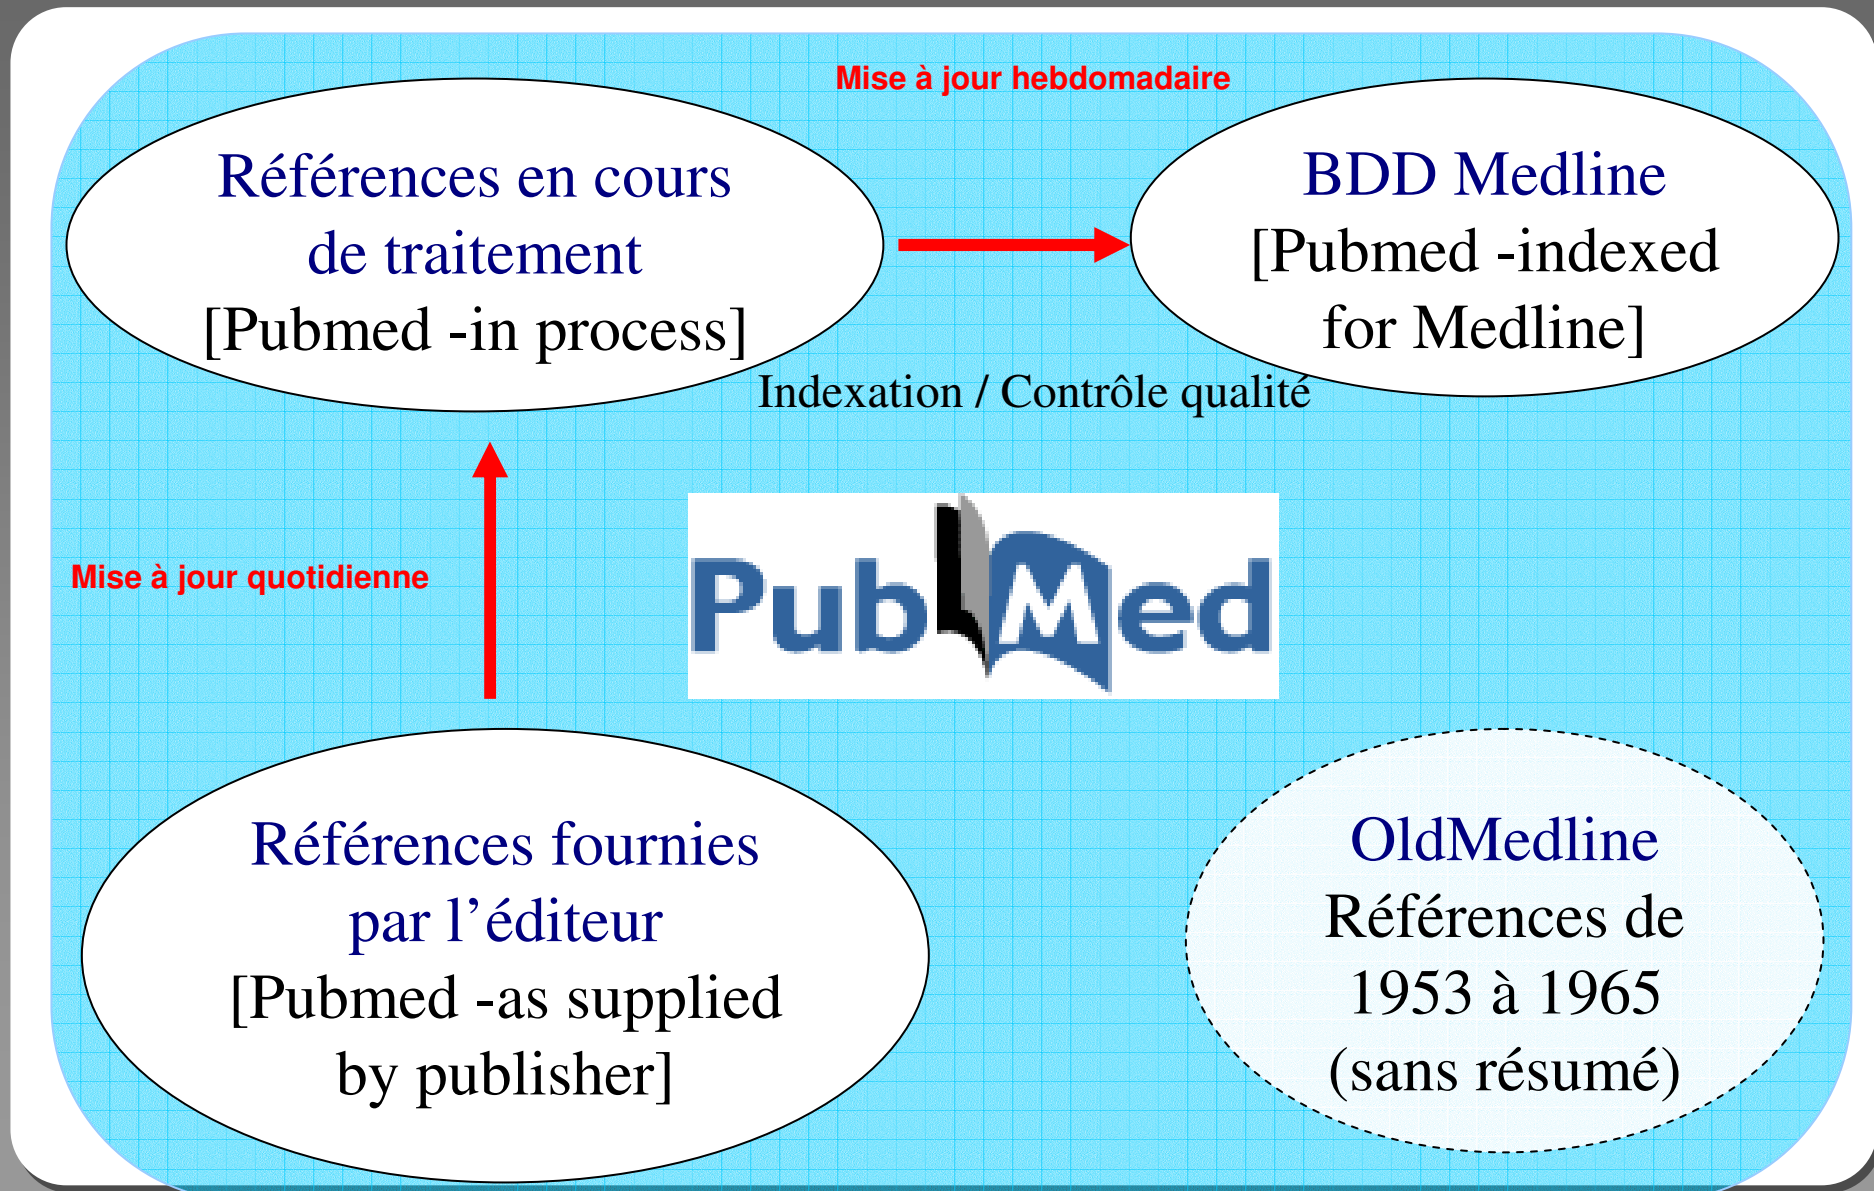 Mise à jour hebdomadaire
Références en cours
de traitement
[Pubmed -in process]
BDD Medline
[Pubmed -indexed
for Medline]
Indexation / Contrôle qualité
Mise à jour quotidienne
PubMed
Références fournies
par l’éditeur
[Pubmed -as supplied
by publisher]
OldMedline
Références de
1953 à 1965
(sans résumé)